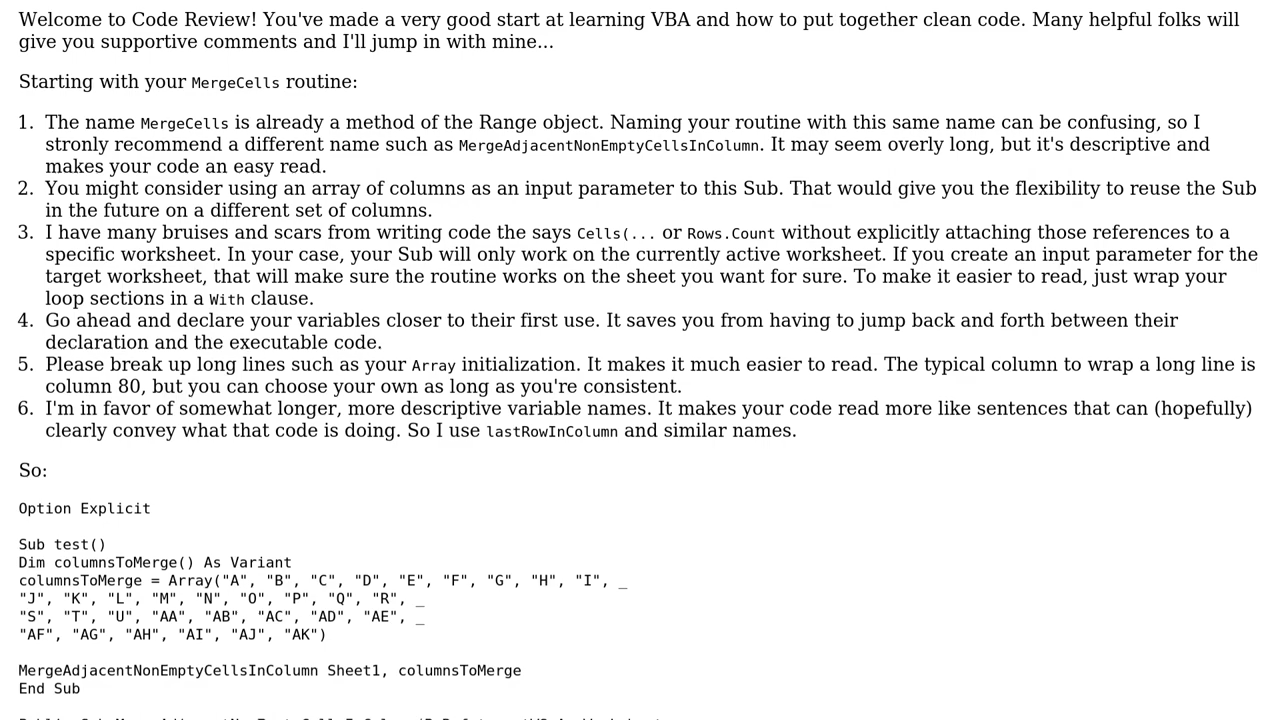 Welcome to Code Review! You've made a very good start at learning VBA and how to put together clean code. Many helpful folks will
give you supportive comments and I'll jump in with mine...
Starting with your MergeCells routine:
1. The name MergeCells is already a method of the Range object. Naming your routine with this same name can be confusing, so I
stronly recommend a different name such as MergeAdjacentNonEmptyCellsInColumn. It may seem overly long, but it's descriptive and
makes your code an easy read.
2. You might consider using an array of columns as an input parameter to this Sub. That would give you the flexibility to reuse the Sub
in the future on a different set of columns.
3. I have many bruises and scars from writing code the says Cells(... or Rows.Count without explicitly attaching those references to a
specific worksheet. In your case, your Sub will only work on the currently active worksheet. If you create an input parameter for the
target worksheet, that will make sure the routine works on the sheet you want for sure. To make it easier to read, just wrap your
loop sections in a With clause.
4. Go ahead and declare your variables closer to their first use. It saves you from having to jump back and forth between their
declaration and the executable code.
5. Please break up long lines such as your Array initialization. It makes it much easier to read. The typical column to wrap a long line is
column 80, but you can choose your own as long as you're consistent.
6. I'm in favor of somewhat longer, more descriptive variable names. It makes your code read more like sentences that can (hopefully)
clearly convey what that code is doing. So I use lastRowInColumn and similar names.
So:
Option Explicit
Sub test()
Dim columnsToMerge() As Variant
columnsToMerge = Array("A", "B", "C", "D", "E", "F", "G", "H", "I", _
"J", "K", "L", "M", "N", "O", "P", "Q", "R", _
"S", "T", "U", "AA", "AB", "AC", "AD", "AE", _
"AF", "AG", "AH", "AI", "AJ", "AK")
MergeAdjacentNonEmptyCellsInColumn Sheet1, columnsToMerge
End Sub